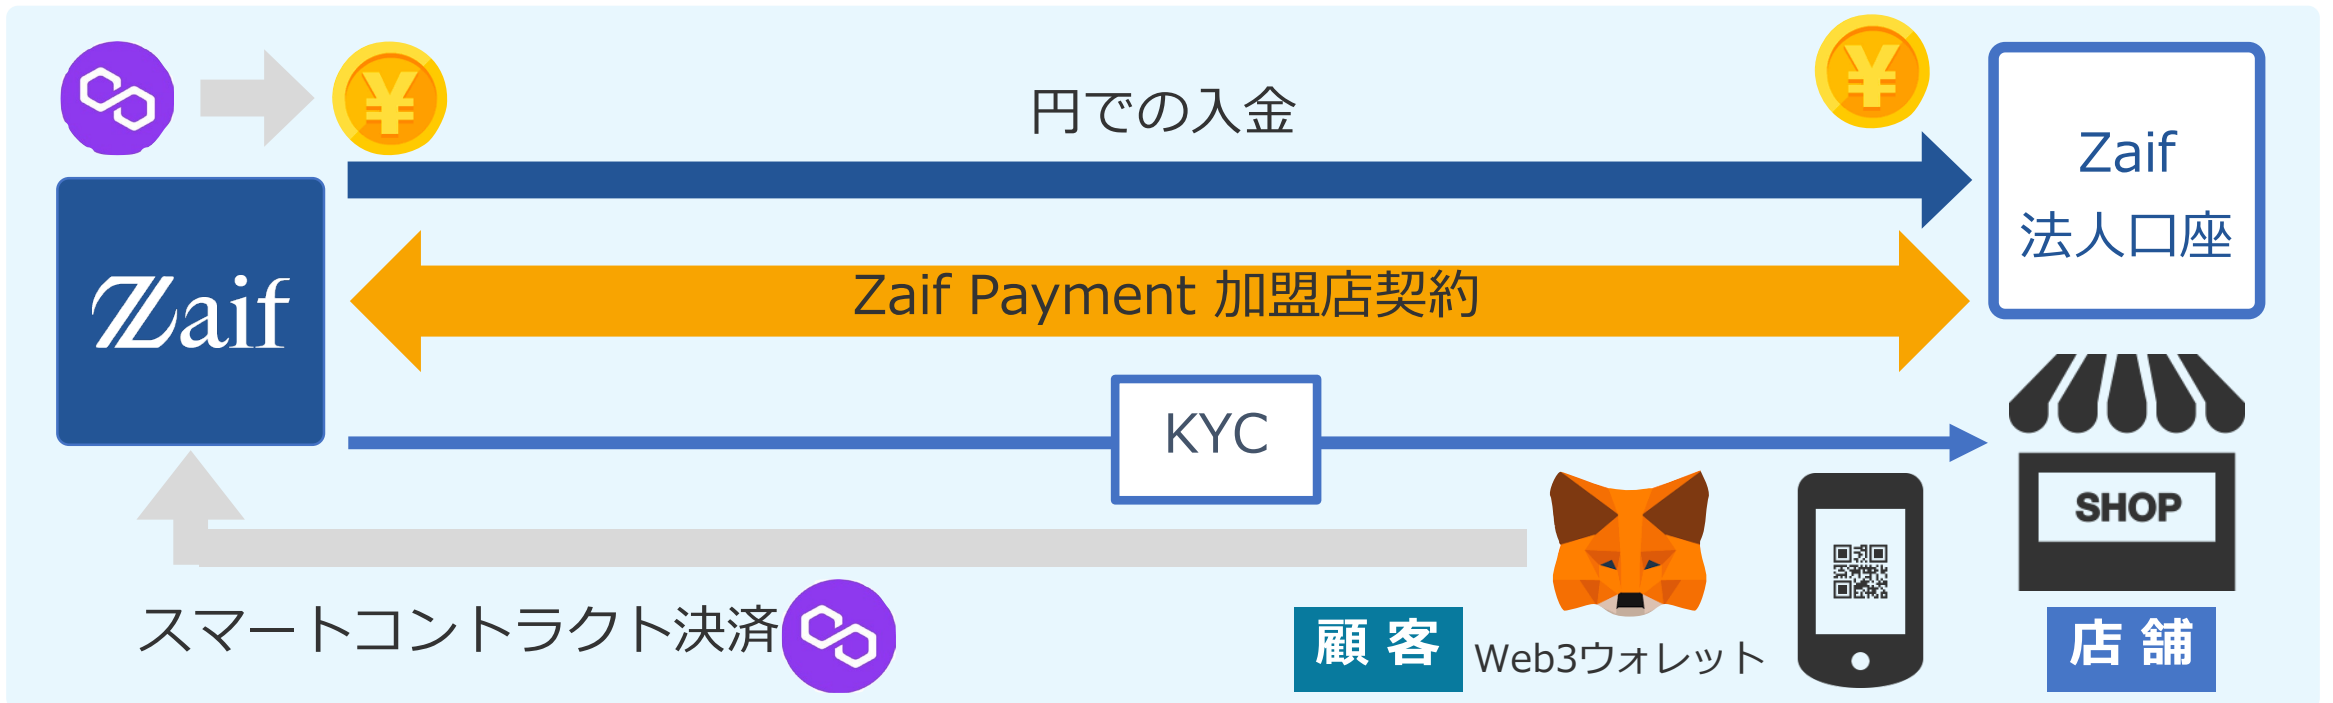 円での入金
Zaif
法人口座
Zaif Payment 加盟店契約
Zaif
KYC
SHOP
スマートコントラクト決済
顧客
Web3ウォレット
店舗